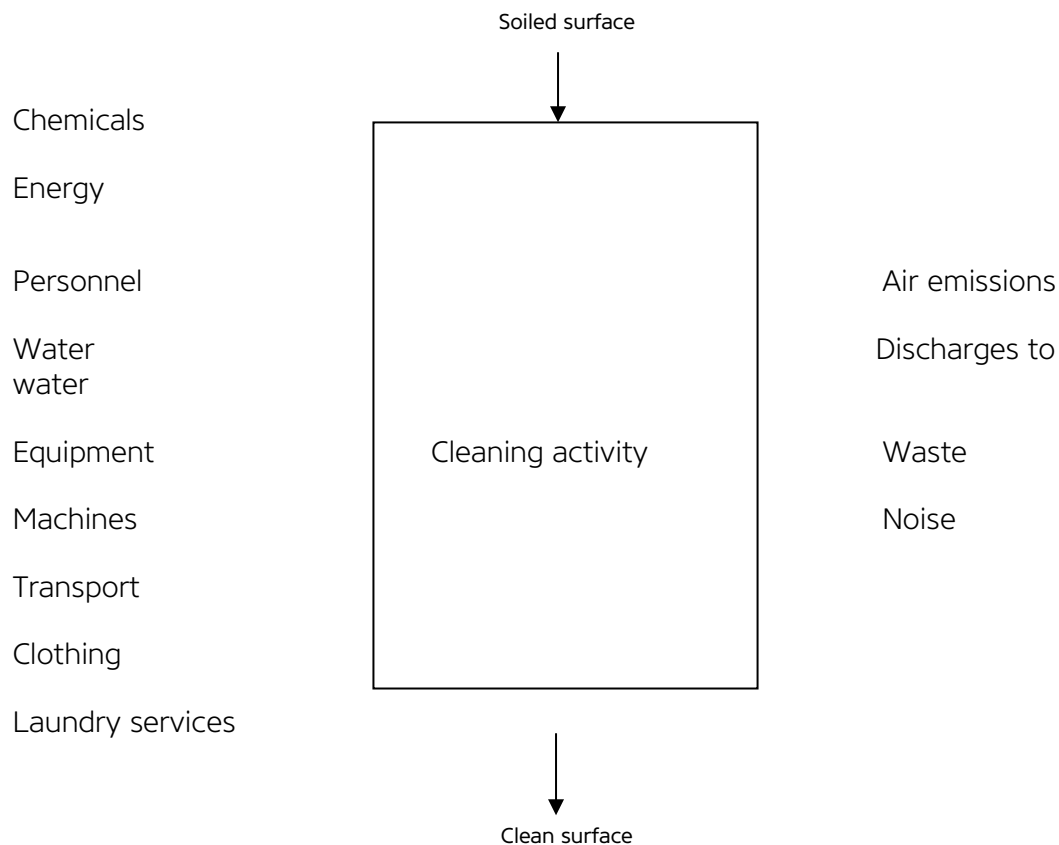 Soiled surface
Chemicals
Energy
Personnel Air emissions
Water Discharges to
water
Equipment Cleaning activity Waste
Machines Noise
Transport
Clothing
Laundry services
Clean surface